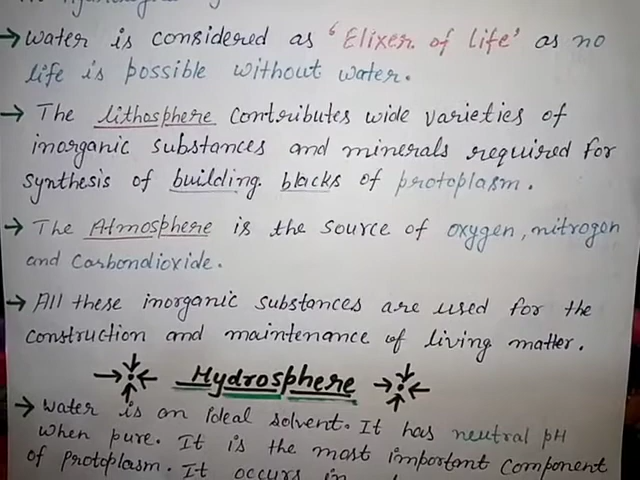 → Water is considered as 'Elixer of life' as no
life is possible without water.
→ The lithosphere contributes wide varieties of
inorganic substances and minerals required for
synthesis of building blacks of protoplasm.
→ The Atmosphere is the source of oxygen, nitrogen
and Carbondioxide.
→ All these inorganic substances are used for the
construction and maintenance of living matter.
Hydrosphere
→ Water is an ideal solvent. It has neutral pH
when pure. It is the most important component
of protoplasm. It occurs in